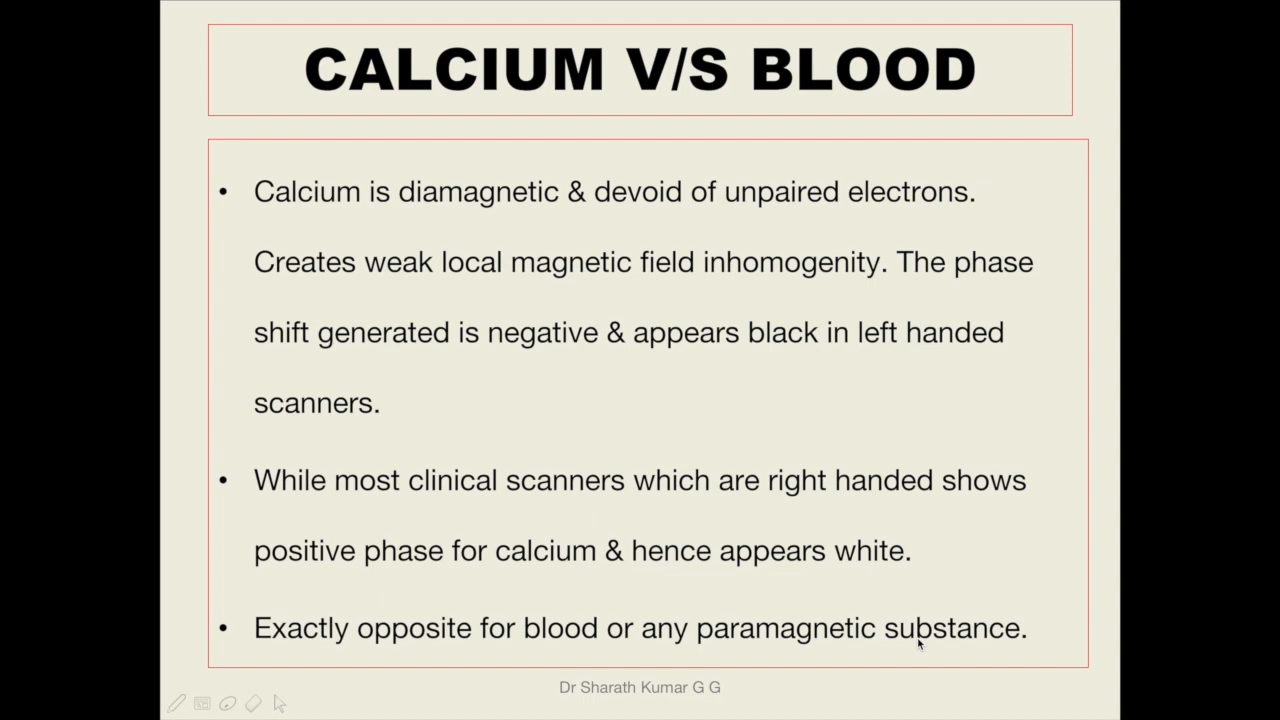 CALCIUM V/S BLOOD
• Calcium is diamagnetic & devoid of unpaired electrons.
Creates weak local magnetic field inhomogenity. The phase
shift generated is negative & appears black in left handed
scanners.
• While most clinical scanners which are right handed shows
positive phase for calcium & hence appears white.
• Exactly opposite for blood or any paramagnetic substance.
Dr Sharath Kumar G G